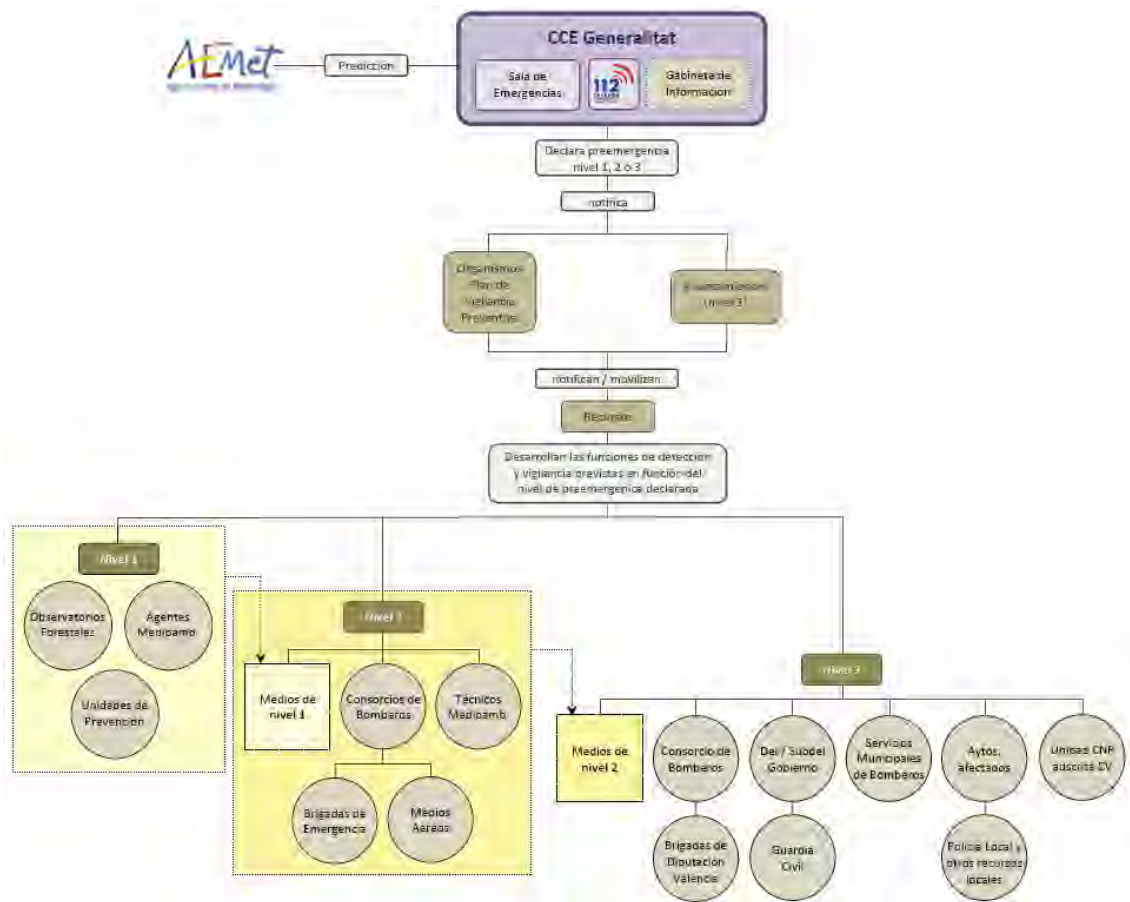 CCE Generalitat
AEMet
Predicción
Sala de
Emergencias
112
Gabinete de
Información
Declara preemergencia
nivel 1, 2 o 3
notifica
Organismos
Plan de
Vigilancia
Preventiva
Ayuntamientos
(nivel 3)
notifican / movilizan
Recursos
Desarrollan las funciones de detección
y vigilancia previstas en función del
nivel de preemergencia declarada
Nivel 1
Observatorios
Forestales
Agentes
Medioamb
Unidades de
Prevención
Nivel 2
Medios de
nivel 1
Consorcios de
Bomberos
Técnicos
Medioamb
Brigadas de
Emergencia
Medios
Aéreos
Nivel 3
Medios de
nivel 2
Consorcio de
Bomberos
Del / Subdel
Gobierno
Servicios
Municipales
de Bomberos
Aytos.
afectados
Unidad CNP
adscrita CV
Brigadas de
Diputación
Valencia
Guardia
Civil
Policía Local y
otros recursos
locales